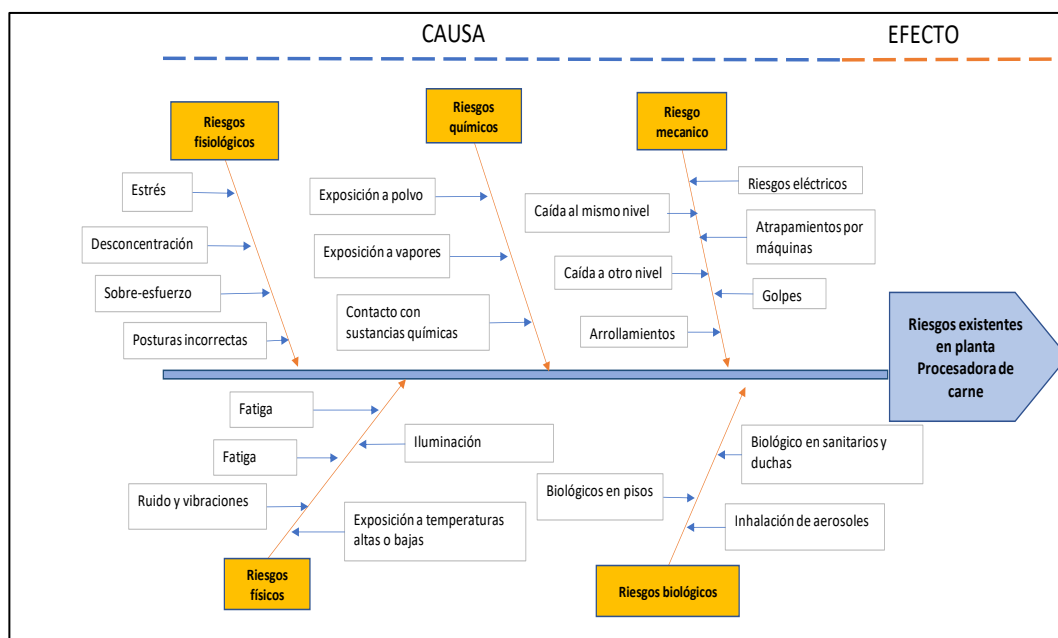 CAUSA
EFECTO
Riesgos
fisiológicos
Riesgos
químicos
Riesgo
mecanico
Estrés
Desconcentración
Sobre-esfuerzo
Posturas incorrectas
Exposición a polvo
Exposición a vapores
Contacto con
sustancias químicas
Riesgos eléctricos
Caída al mismo nivel
Atrapamientos por
máquinas
Caída a otro nivel
Golpes
Arrollamientos
Riesgos existentes
en planta
Procesadora de
carne
Fatiga
Iluminación
Fatiga
Ruido y vibraciones
Exposición a temperaturas
altas o bajas
Riesgos
físicos
Biológico en sanitarios y
duchas
Biológicos en pisos
Inhalación de aerosoles
Riesgos biológicos